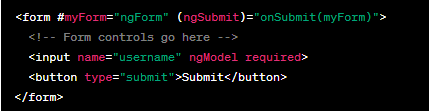 <form #myForm="ngForm" (ngSubmit)="onSubmit(myForm)">
<!-- Form controls go here -->
<input name="username" ngModel required>
<button type="submit">Submit</button>
</form>